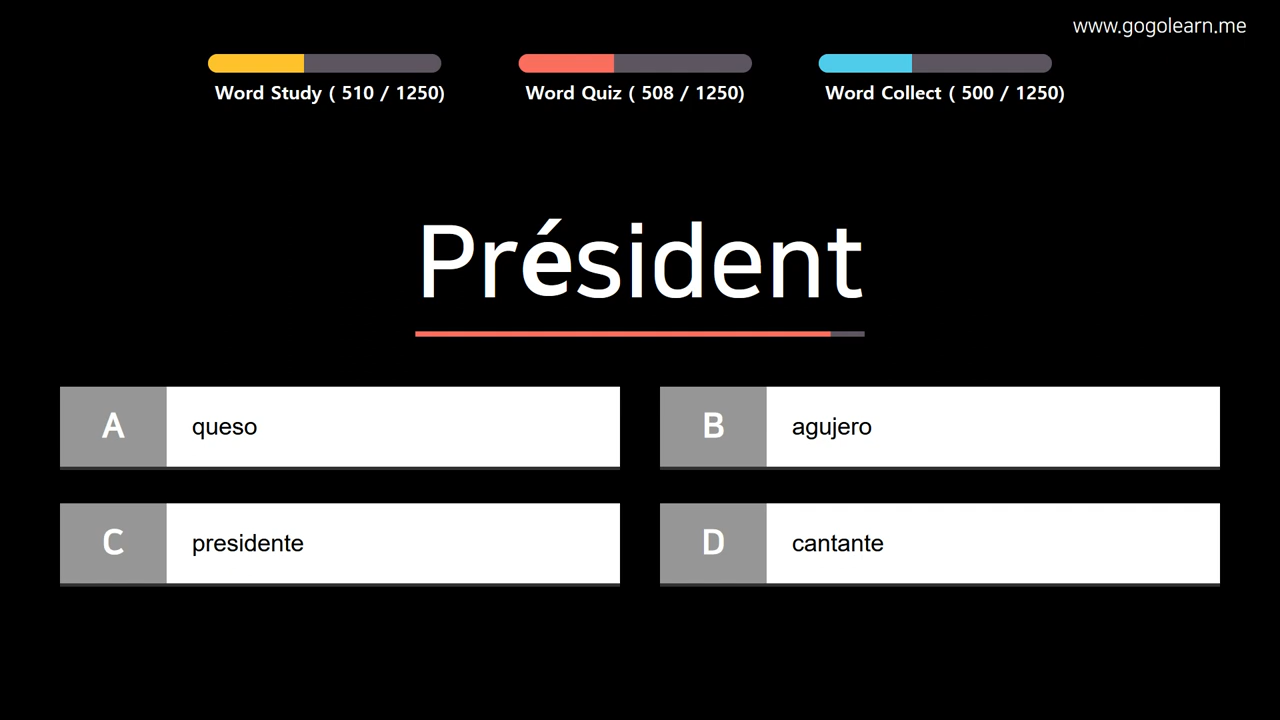 www.gogolearn.me
Word Study ( 510 / 1250)
Word Quiz ( 508 / 1250)
Word Collect ( 500 / 1250)
Président
A queso
B agujero
C presidente
D cantante